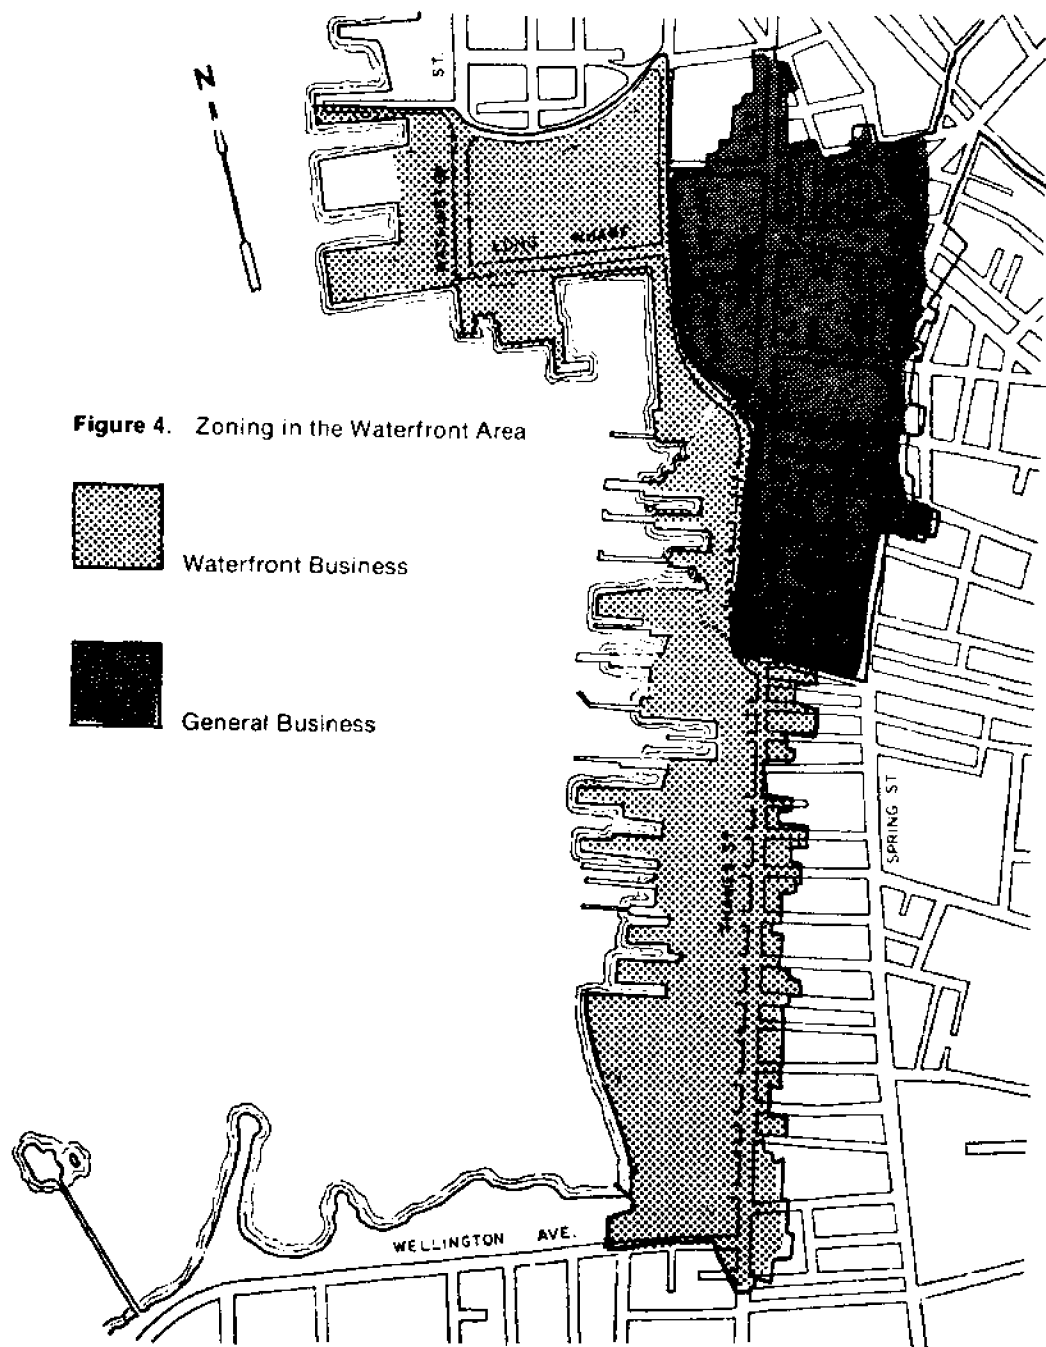 N
ST.
WASHINGTON
LONG WHARF
Figure 4. Zoning in the Waterfront Area
Waterfront Business
General Business
THAMES ST.
SPRING ST
WELLINGTON AVE.